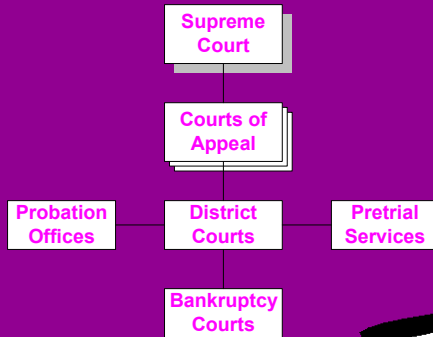 Supreme
Court
Courts of
Appeal
Probation
Offices
District
Courts
Pretrial
Services
Bankruptcy
Courts